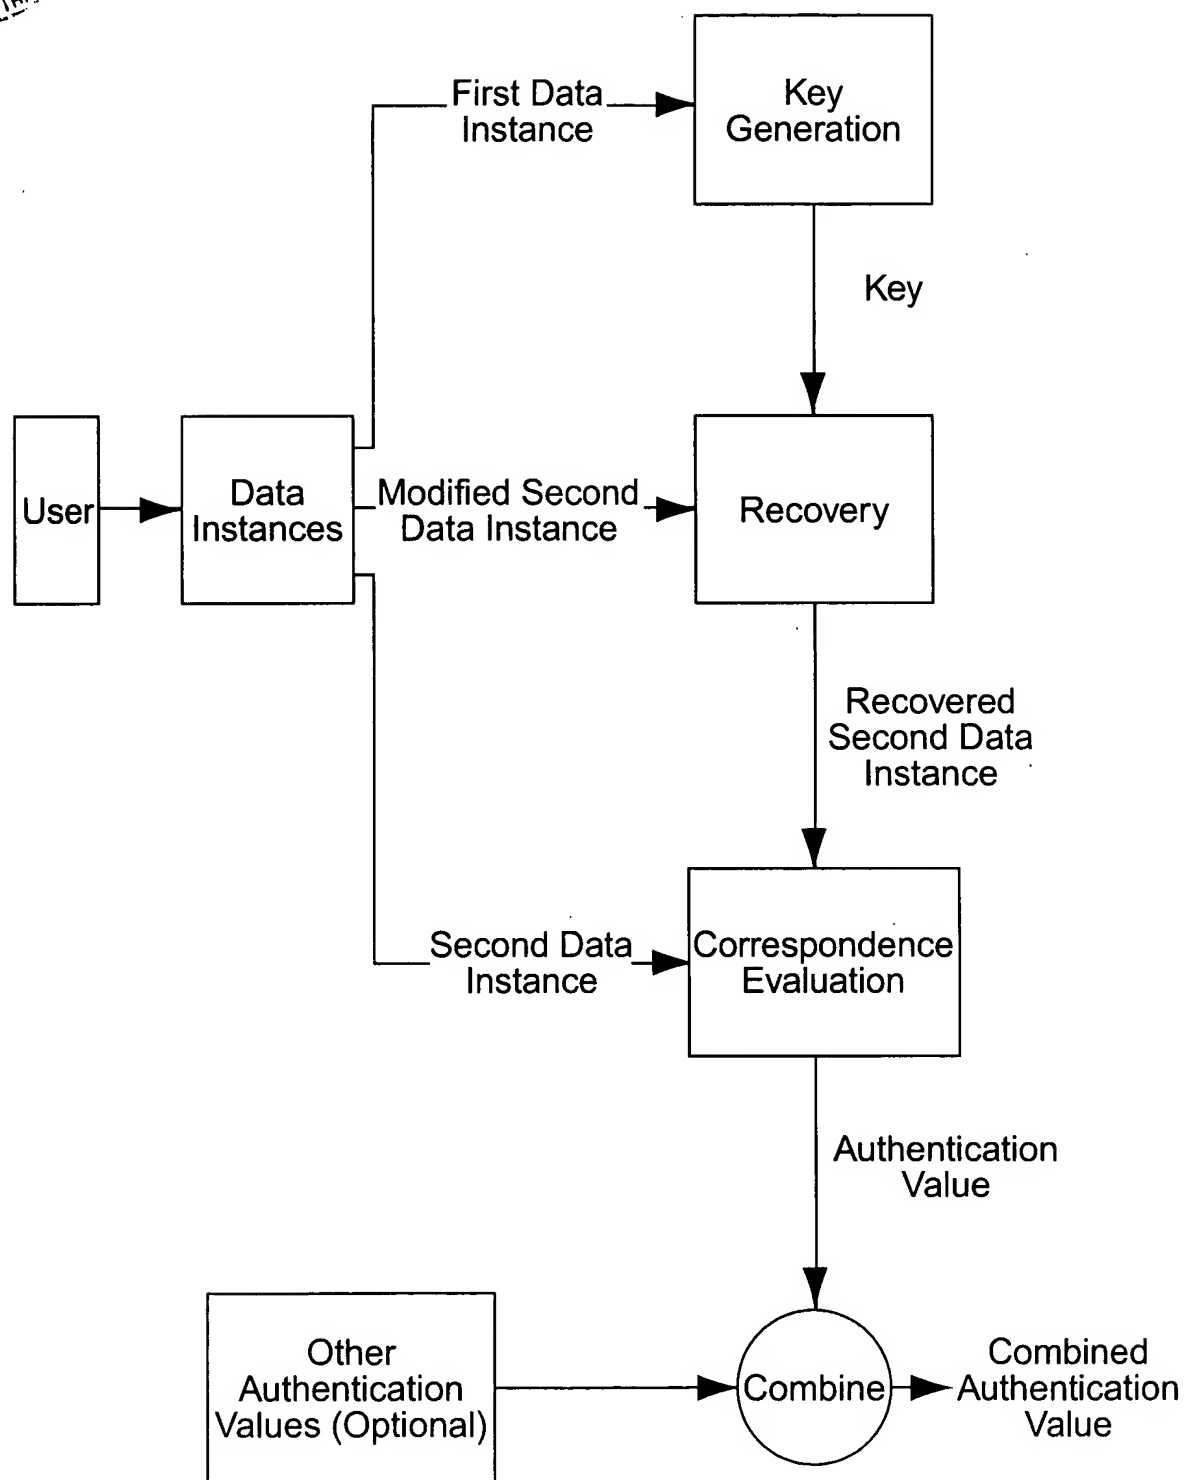 First Data
Instance
Key
Generation
Key
User
Data
Instances
Modified Second
Data Instance
Recovery
Recovered
Second Data
Instance
Second Data
Instance
Correspondence
Evaluation
Authentication
Value
Other
Authentication
Values (Optional)
Combine
Combined
Authentication
Value